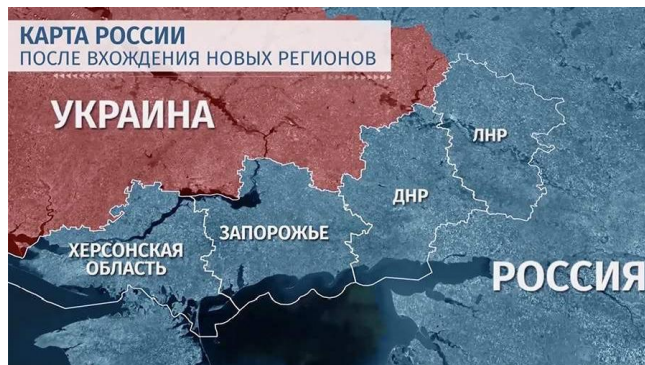 КАРТА РОССИИ
ПОСЛЕ ВХОЖДЕНИЯ НОВЫХ РЕГИОНОВ
УКРАИНА
ЛНР
ДНР
ЗАПОРОЖЬЕ
ХЕРСОНСКАЯ
ОБЛАСТЬ
РОССИЯ